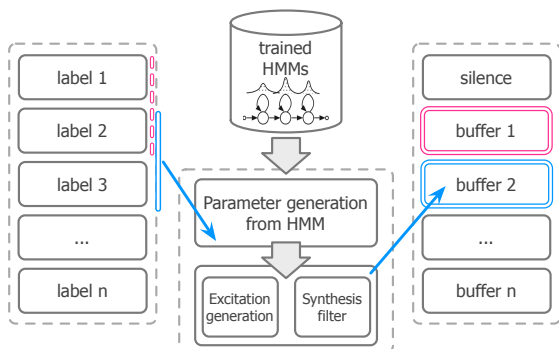 label 1
label 2
label 3
...
label n
trained
HMMs
Parameter generation
from HMM
Excitation
generation
Synthesis
filter
silence
buffer 1
buffer 2
...
buffer n